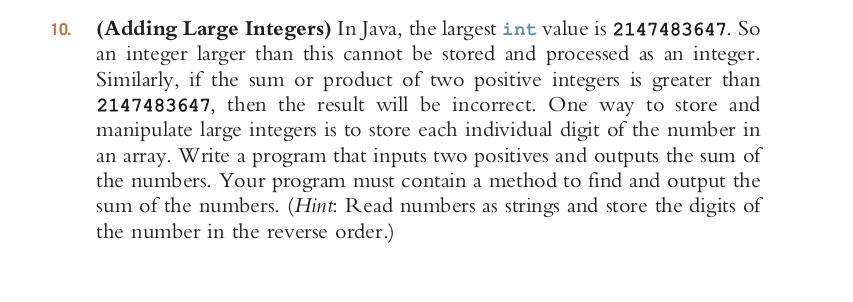 10. (Adding Large Integers) In Java, the largest int value is 2147483647. So
an integer larger than this cannot be stored and processed as an integer.
Similarly, if the sum or product of two positive integers is greater than
2147483647, then the result will be incorrect. One way to store and
manipulate large integers is to store each individual digit of the number in
an array. Write a program that inputs two positives and outputs the sum of
the numbers. Your program must contain a method to find and output the
sum of the numbers. (Hint: Read numbers as strings and store the digits of
the number in the reverse order.)